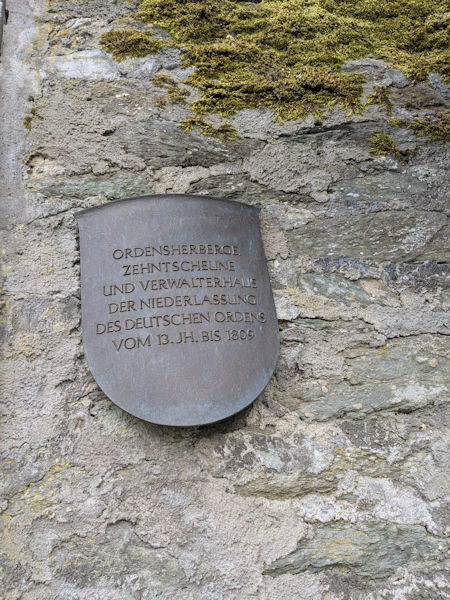 ORDENSHERBERGE,
ZEHNTSCHEUNE
UND VERWALTERHAUS
DER NIEDERLASSUNG
DES DEUTSCHEN ORDENS
VOM 13. JH. BIS 1809